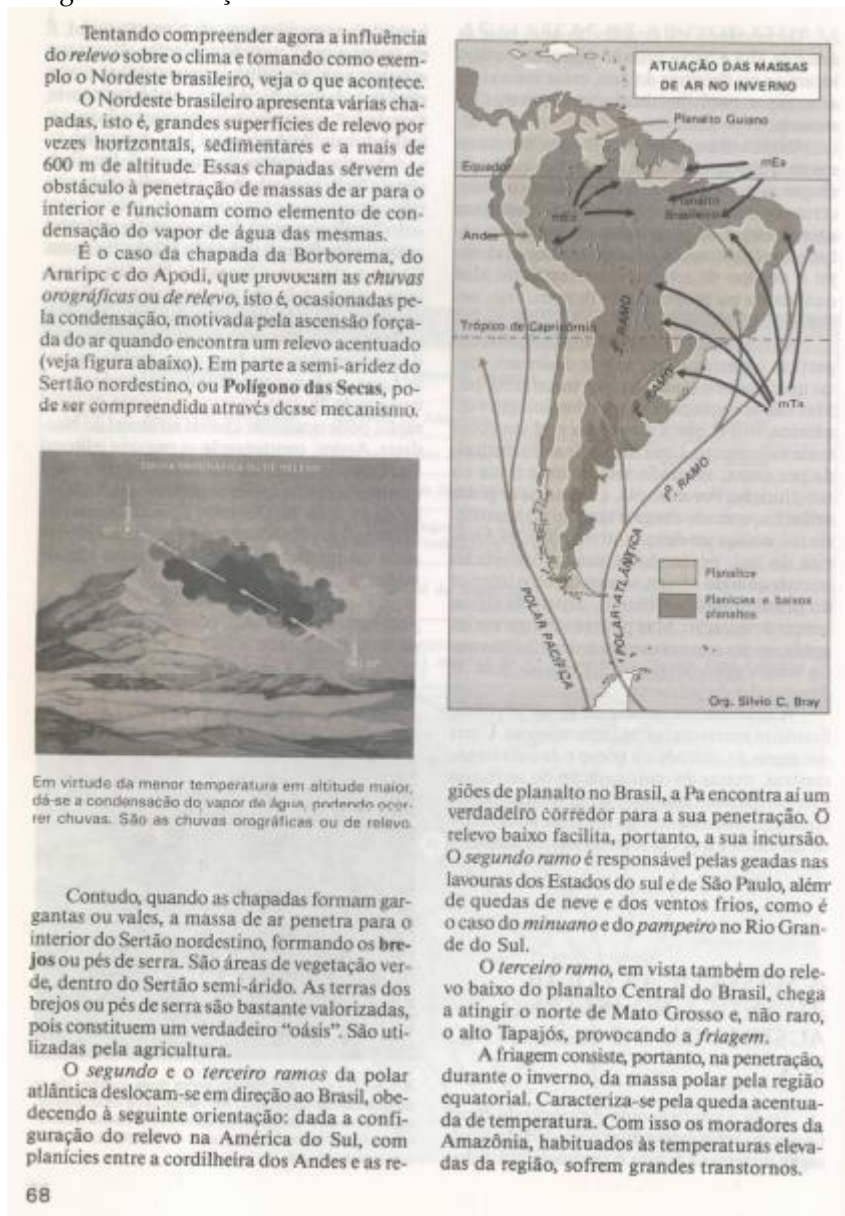 Tentando compreender agora a influência
do relevo sobre o clima e tomando como exem-
plo o Nordeste brasileiro, veja o que acontece.
O Nordeste brasileiro apresenta várias cha-
padas, isto é, grandes superfícies de relevo por
vezes horizontais, sedimentares e a mais de
600 m de altitude. Essas chapadas servem de
obstáculo à penetração de massas de ar para o
interior e funcionam como elemento de con-
densação do vapor de água das mesmas.
É o caso da chapada da Borborema, do
Araripe e do Apodi, que provocam as chuvas
orográficas ou de relevo, isto é, ocasionadas pe-
la condensação, motivada pela ascensão força-
da do ar quando encontra um relevo acentuado
(veja figura abaixo). Em parte a semi-aridez do
Sertão nordestino, ou Polígono das Secas, po-
de ser compreendida através desse mecanismo.
CHUVA OROGRÁFICA OU DE RELEVO
Em virtude da menor temperatura em altitude maior,
dá-se a condensação do vapor de água, podendo ocor-
rer chuvas. São as chuvas orográficas ou de relevo.
Contudo, quando as chapadas formam gar-
gantas ou vales, a massa de ar penetra para o
interior do Sertão nordestino, formando os bre-
jos ou pés de serra. São áreas de vegetação ver-
de, dentro do Sertão semi-árido. As terras dos
brejos ou pés de serra são bastante valorizadas,
pois constituem um verdadeiro “oásis”. São uti-
lizadas pela agricultura.
O segundo e o terceiro ramos da polar
atlântica deslocam-se em direção ao Brasil, obe-
decendo à seguinte orientação: dada a confi-
guração do relevo na América do Sul, com
planícies entre a cordilheira dos Andes e as re-
68
ATUAÇÃO DAS MASSAS
DE AR NO INVERNO
Planalto Guiano
Equador
mEa
mEc
Planalto
Brasileiro
Andes
Trópico de Capricórnio
3º. RAMO
2º. RAMO
mTa
1º. RAMO
POLAR ATLÂNTICA
POLAR PACÍFICA
Planaltos
Planícies e baixos
planaltos
Org. Silvio C. Bray
giões de planalto no Brasil, a Pa encontra aí um
verdadeiro corredor para a sua penetração. O
relevo baixo facilita, portanto, a sua incursão.
O segundo ramo é responsável pelas geadas nas
lavouras dos Estados do sul e de São Paulo, além
de quedas de neve e dos ventos frios, como é
o caso do minuano e do pampeiro no Rio Gran-
de do Sul.
O terceiro ramo, em vista também do rele-
vo baixo do planalto Central do Brasil, chega
a atingir o norte de Mato Grosso e, não raro,
o alto Tapajós, provocando a friagem.
A friagem consiste, portanto, na penetração,
durante o inverno, da massa polar pela região
equatorial. Caracteriza-se pela queda acentua-
da de temperatura. Com isso os moradores da
Amazônia, habituados às temperaturas eleva-
das da região, sofrem grandes transtornos.